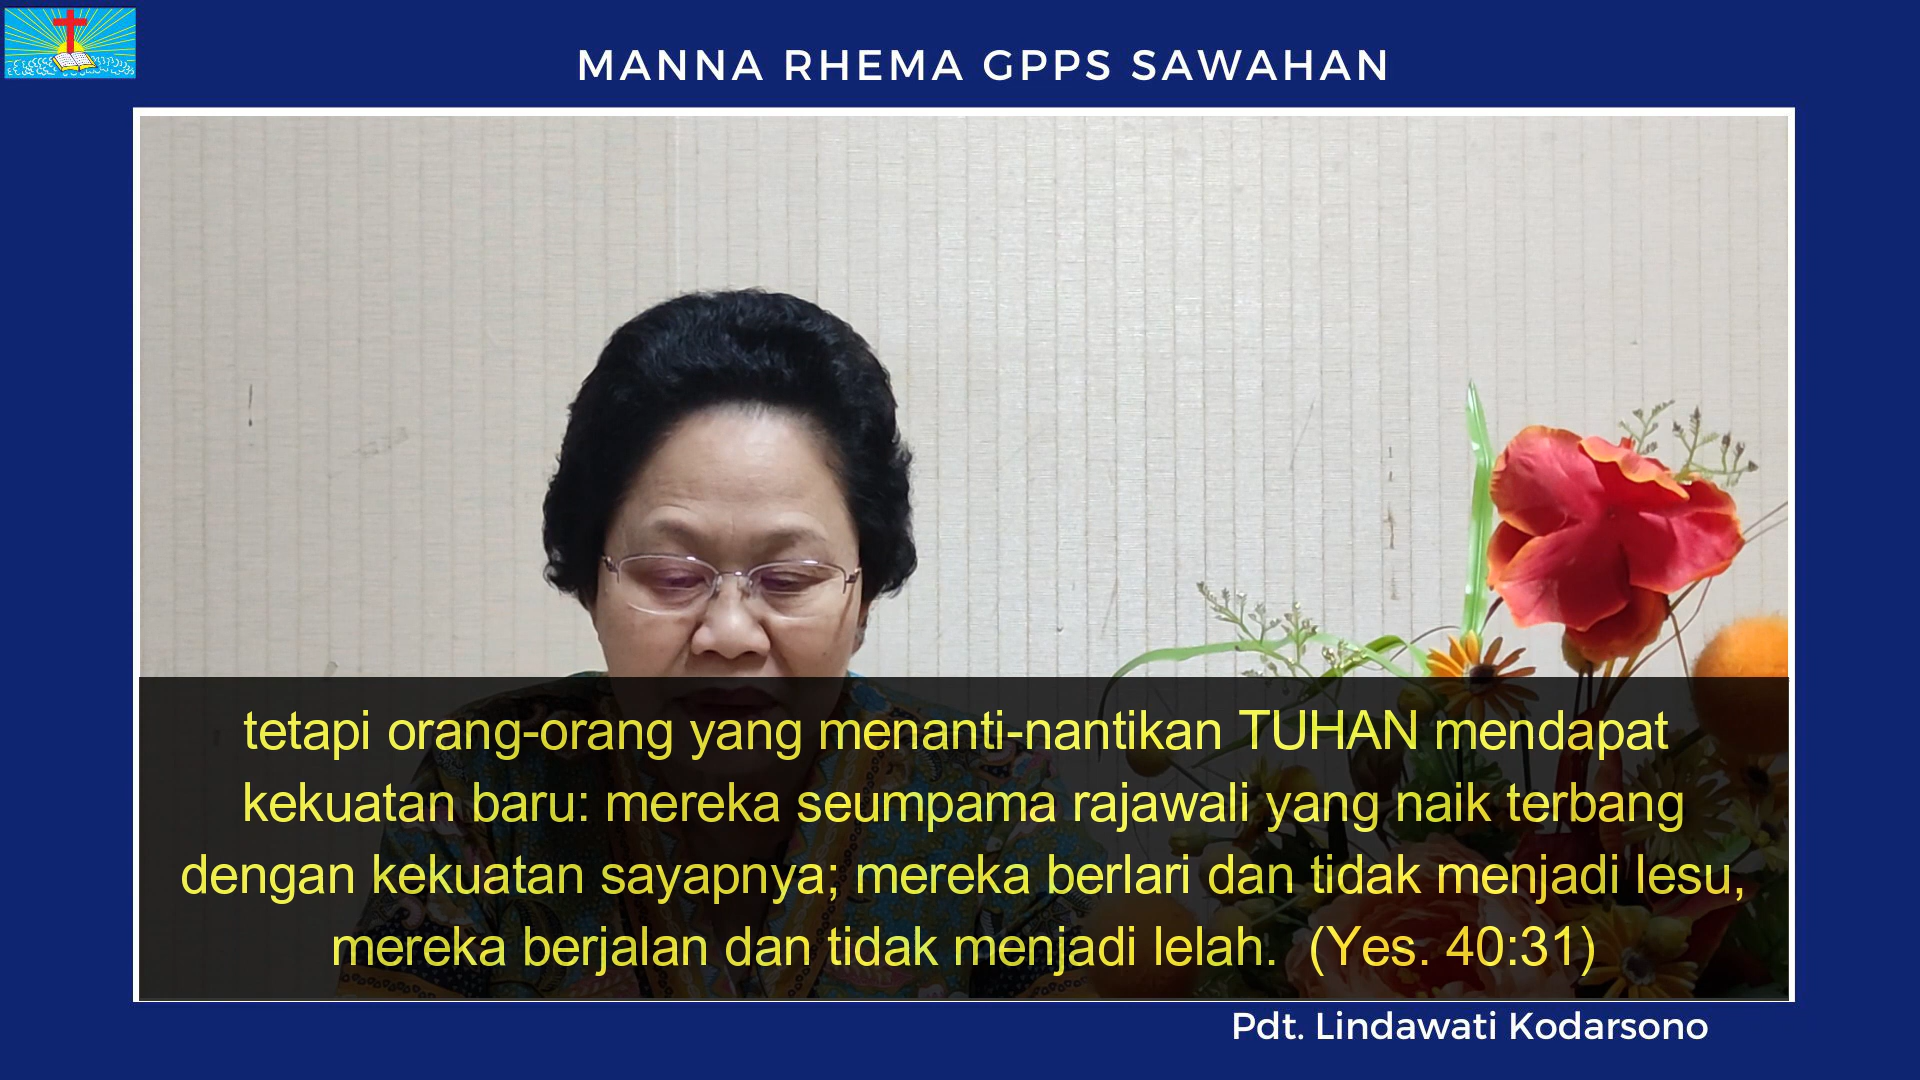 MANNA RHEMA GPPS SAWAHAN
tetapi orang-orang yang menanti-nantikan TUHAN mendapat
kekuatan baru: mereka seumpama rajawali yang naik terbang
dengan kekuatan sayapnya; mereka berlari dan tidak menjadi lesu,
mereka berjalan dan tidak menjadi lelah. (Yes. 40:31)
Pdt. Lindawati Kodarsono